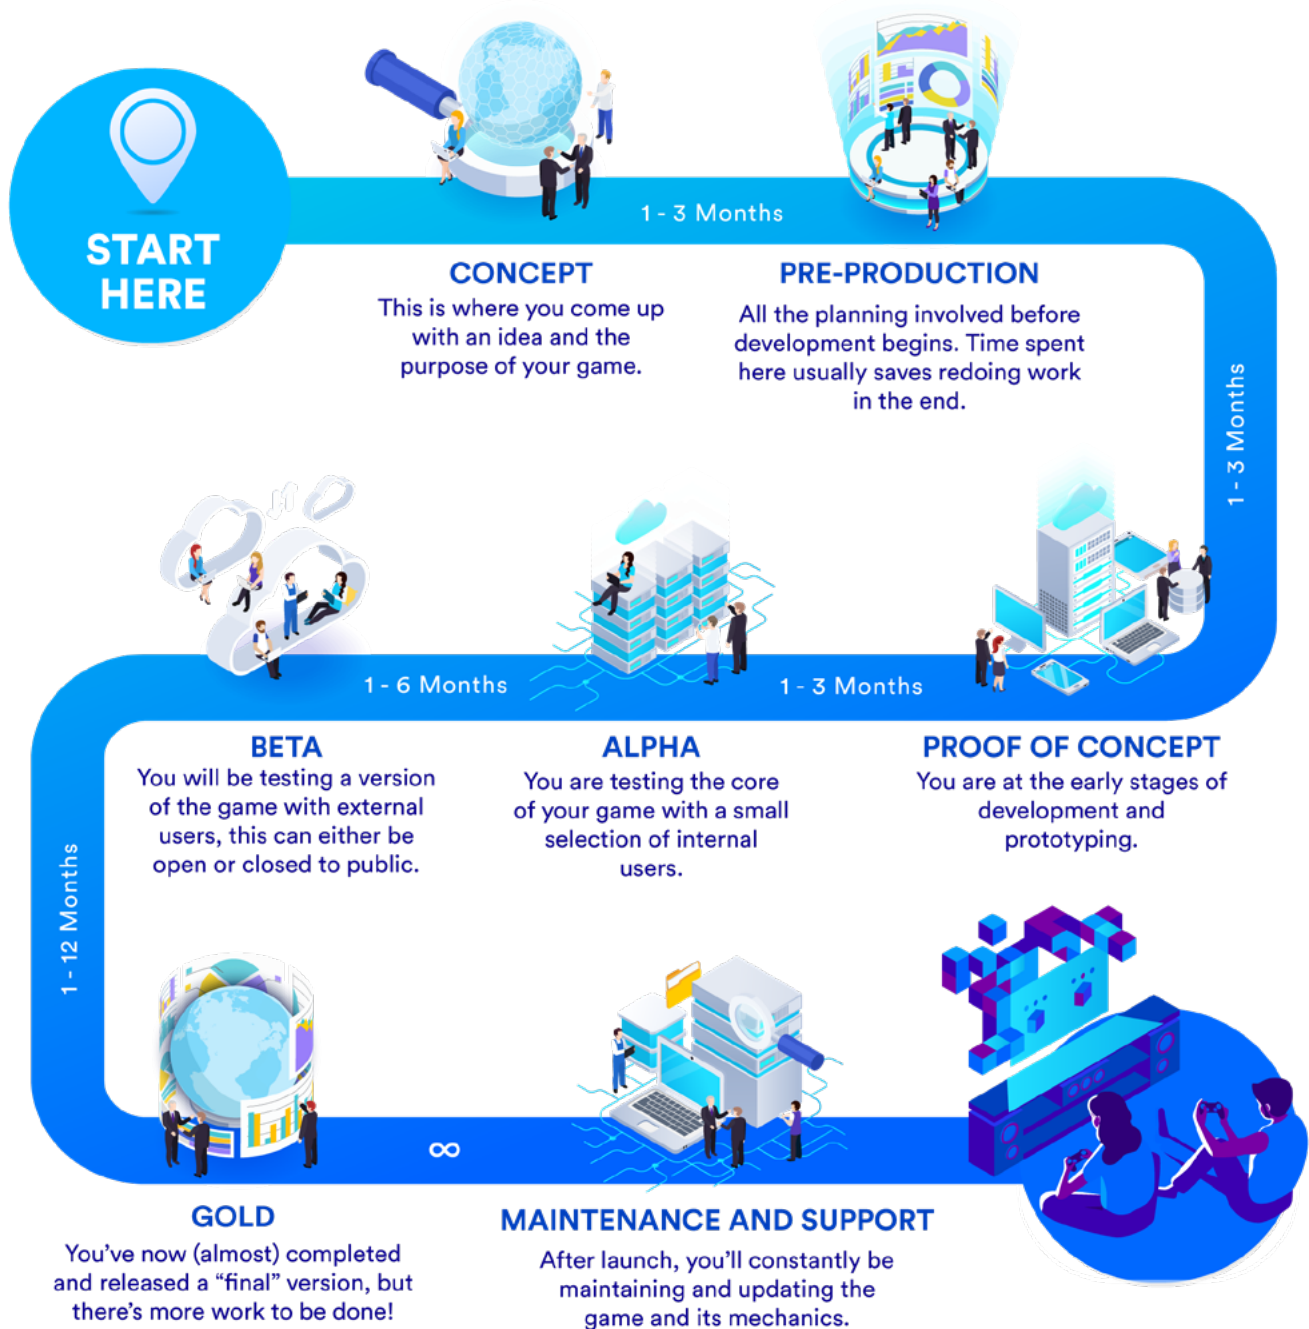 START
HERE
1 - 3 Months
CONCEPT
This is where you come up
with an idea and the
purpose of your game.
PRE-PRODUCTION
All the planning involved before
development begins. Time spent
here usually saves redoing work
in the end.
1 - 3 Months
PROOF OF CONCEPT
You are at the early stages of
development and
prototyping.
1 - 3 Months
ALPHA
You are testing the core
of your game with a small
selection of internal
users.
1 - 6 Months
BETA
You will be testing a version
of the game with external
users, this can either be
open or closed to public.
1 - 12 Months
GOLD
You’ve now (almost) completed
and released a “final” version, but
there’s more work to be done!
∞
MAINTENANCE AND SUPPORT
After launch, you’ll constantly be
maintaining and updating the
game and its mechanics.